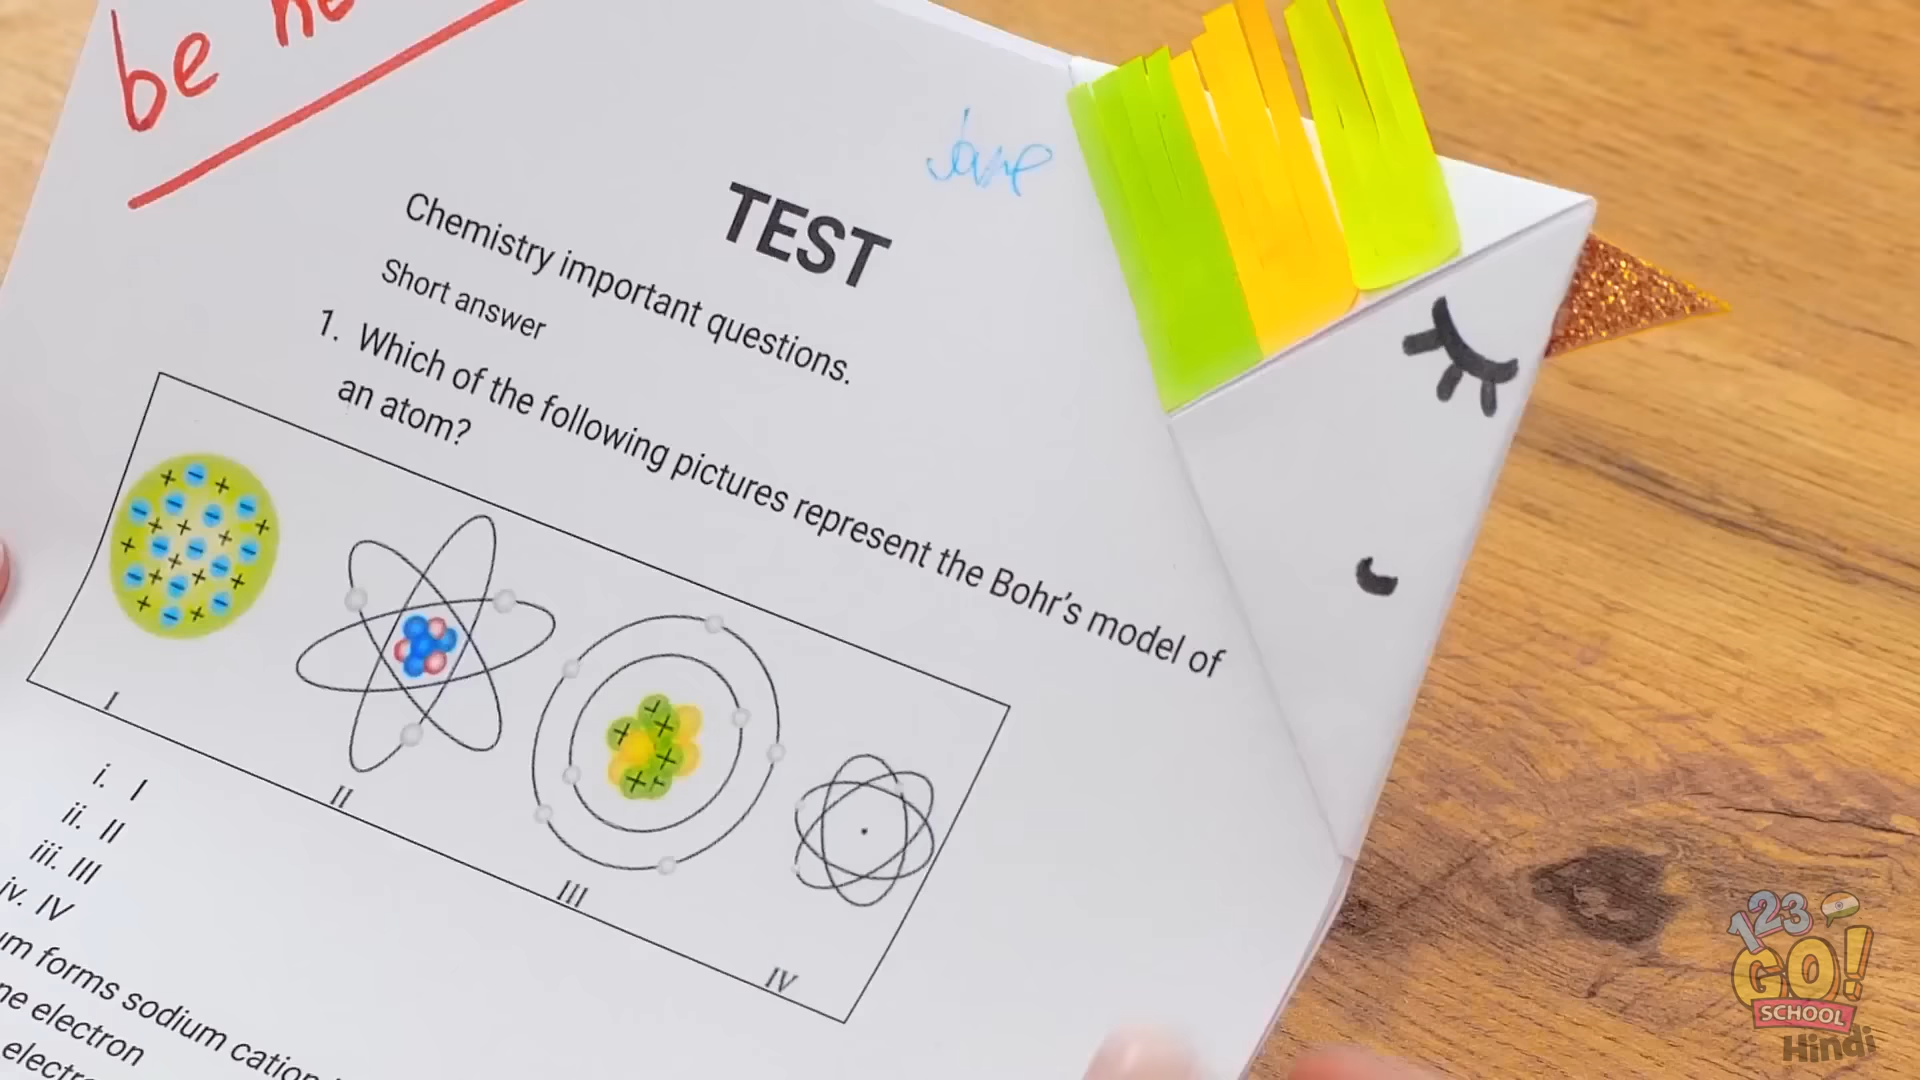 be
Jane
TEST
Chemistry important questions.
Short answer
1. Which of the following pictures represent the Bohr's model of
an atom?
I
II
III
IV
i. I
ii. II
iii. III
iv. IV
forms sodium cation
electron
123
GO!
SCHOOL
Hindi